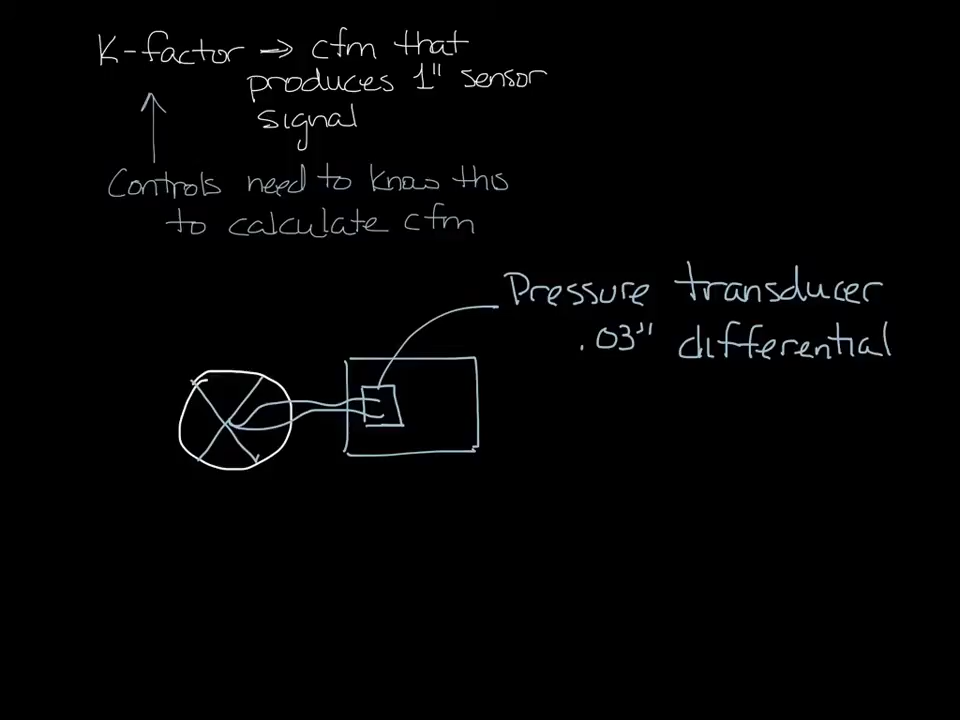 K-factor → cfm that
produces 1" sensor
signal
Controls need to know this
to calculate cfm
Pressure transducer
.03" differential